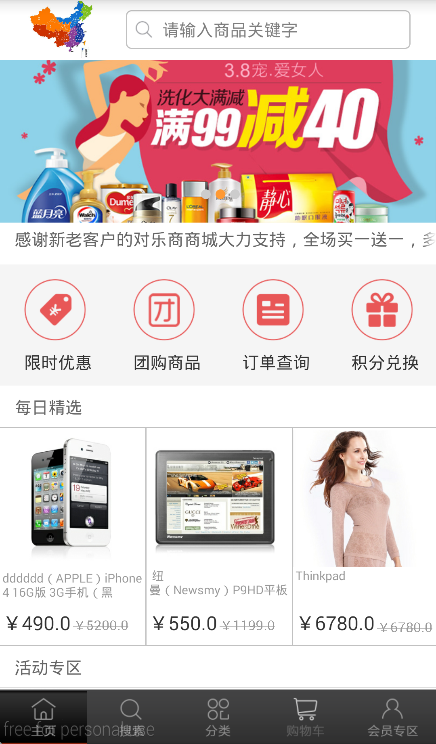 请输入商品关键字
3.8宠.爱女人
洗化大满减
满99减40
蓝月亮
Walch
Dume
静心
感谢新老客户的对乐商商城大力支持，全场买一送一，多
限时优惠 团购商品 订单查询 积分兑换
每日精选
dddddd（APPLE）iPhone 4 16G版 3G手机（黑
￥490.0 ￥5200.0
纽曼（Newsmy）P9HD平板
￥550.0 ￥1199.0
Thinkpad
￥6780.0 ￥6780.0
活动专区
主页 搜索 分类 购物车 会员专区
free for personal use